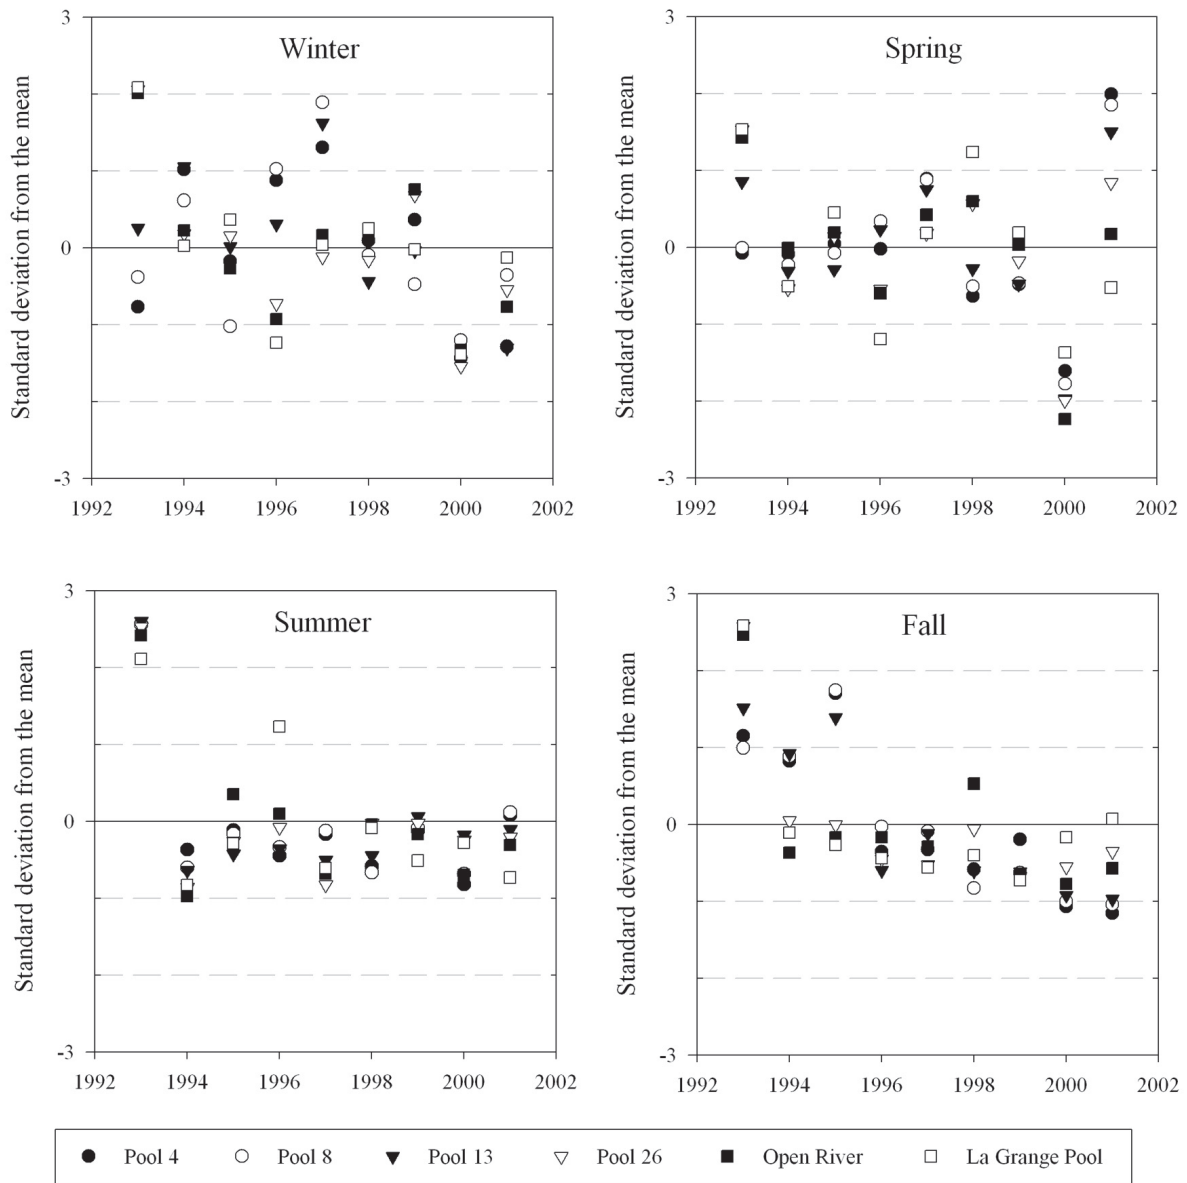 Winter
Standard deviation from the mean
3
0
-3
1992 1994 1996 1998 2000 2002
Spring
Standard deviation from the mean
3
0
-3
1992 1994 1996 1998 2000 2002
Summer
Standard deviation from the mean
3
0
-3
1992 1994 1996 1998 2000 2002
Fall
Standard deviation from the mean
3
0
-3
1992 1994 1996 1998 2000 2002
Pool 4 Pool 8 Pool 13 Pool 26 Open River La Grange Pool